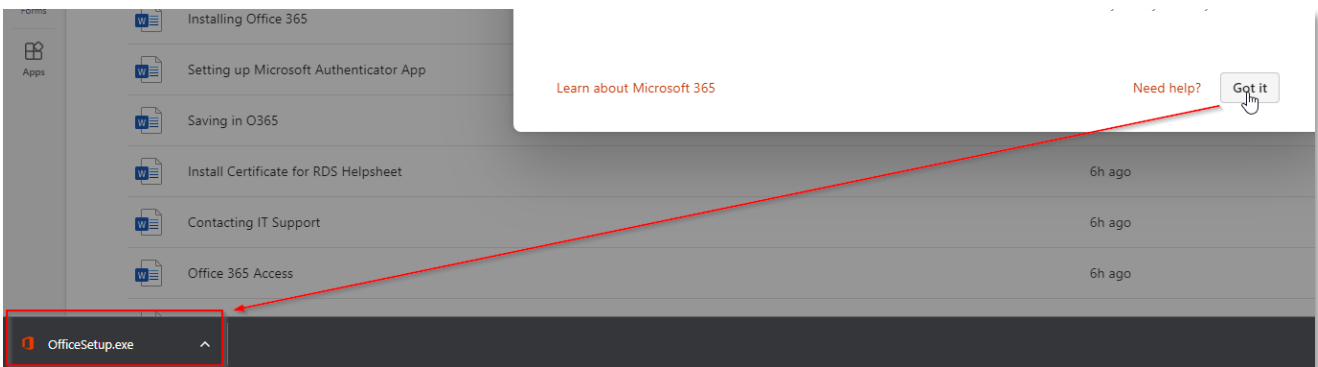 Forms
Installing Office 365
Apps
Setting up Microsoft Authenticator App
Learn about Microsoft 365
Need help?
Got it
Saving in O365
Install Certificate for RDS Helpsheet
6h ago
Contacting IT Support
6h ago
Office 365 Access
6h ago
OfficeSetup.exe